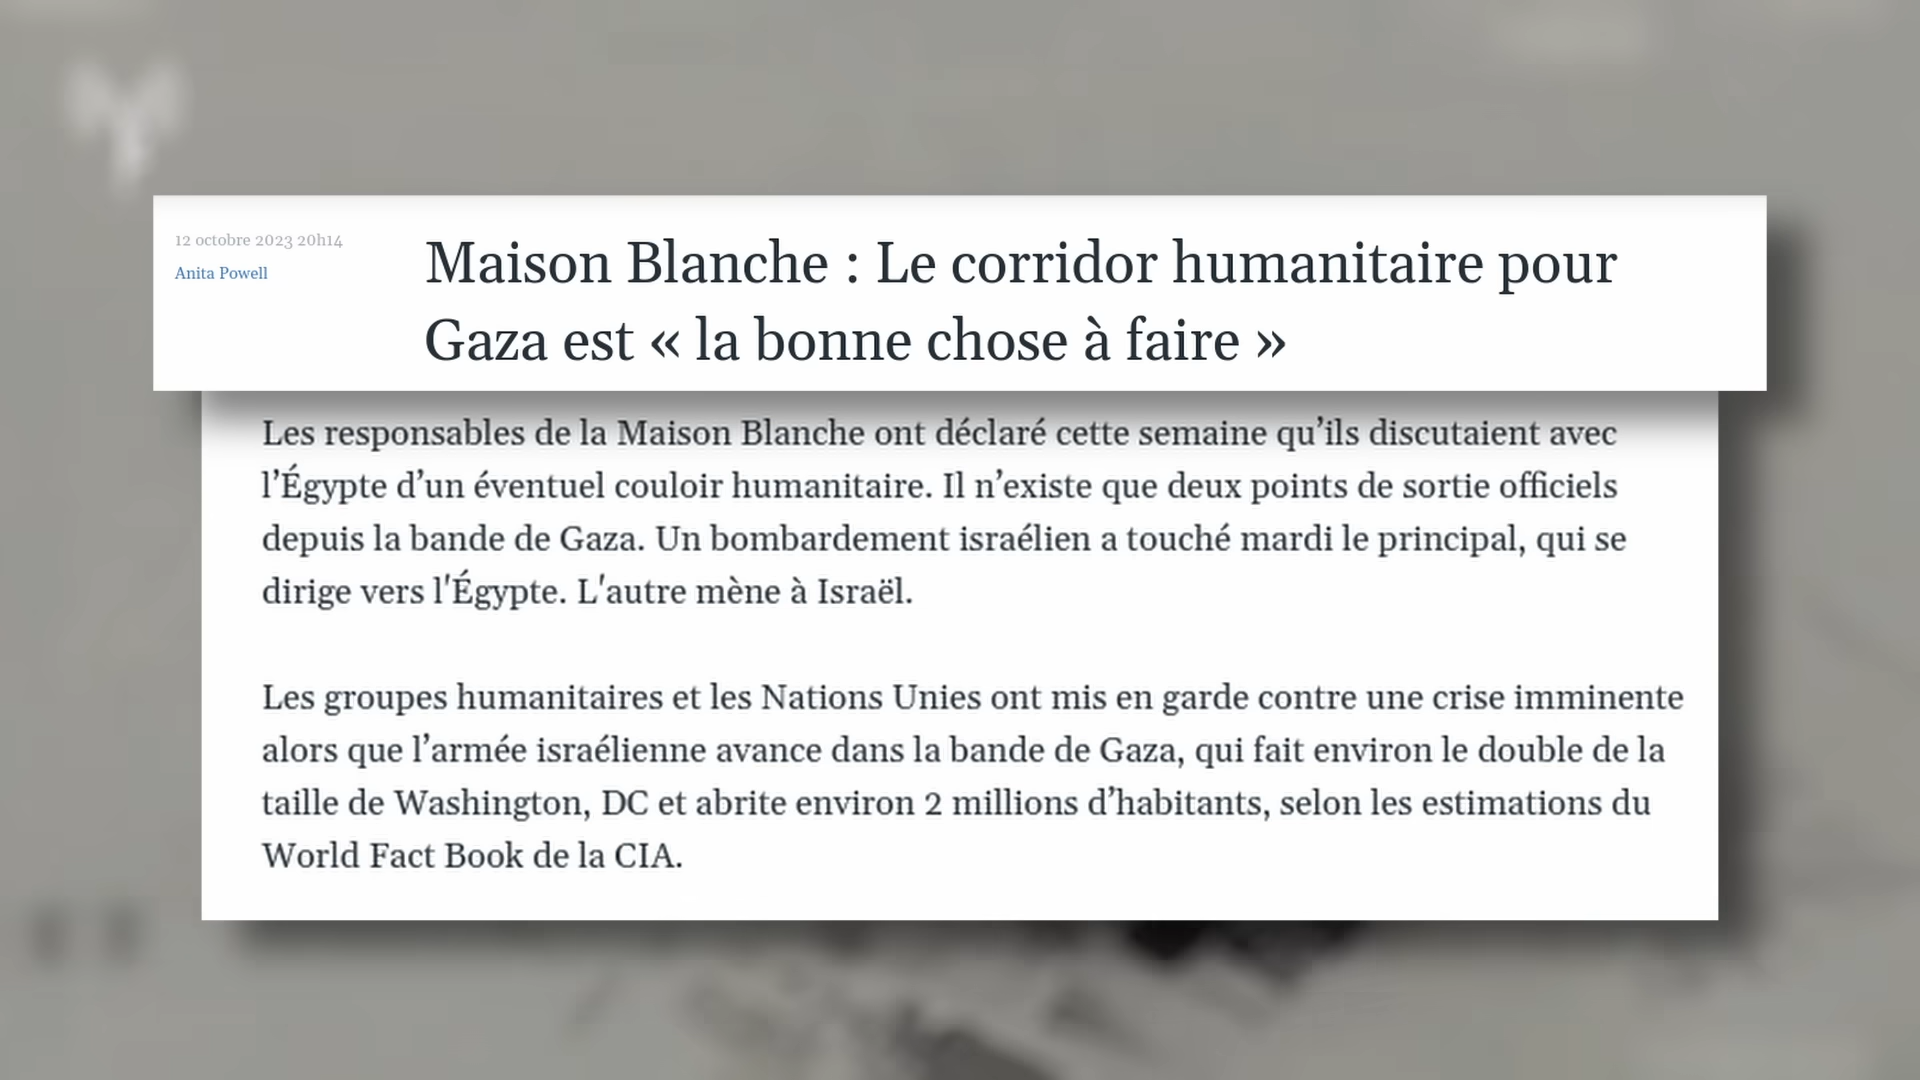 12 octobre 2023 20h14
Anita Powell
Maison Blanche : Le corridor humanitaire pour
Gaza est « la bonne chose à faire »
Les responsables de la Maison Blanche ont déclaré cette semaine qu’ils discutaient avec
l’Égypte d’un éventuel couloir humanitaire. Il n’existe que deux points de sortie officiels
depuis la bande de Gaza. Un bombardement israélien a touché mardi le principal, qui se
dirige vers l'Égypte. L'autre mène à Israël.
Les groupes humanitaires et les Nations Unies ont mis en garde contre une crise imminente
alors que l’armée israélienne avance dans la bande de Gaza, qui fait environ le double de la
taille de Washington, DC et abrite environ 2 millions d’habitants, selon les estimations du
World Fact Book de la CIA.